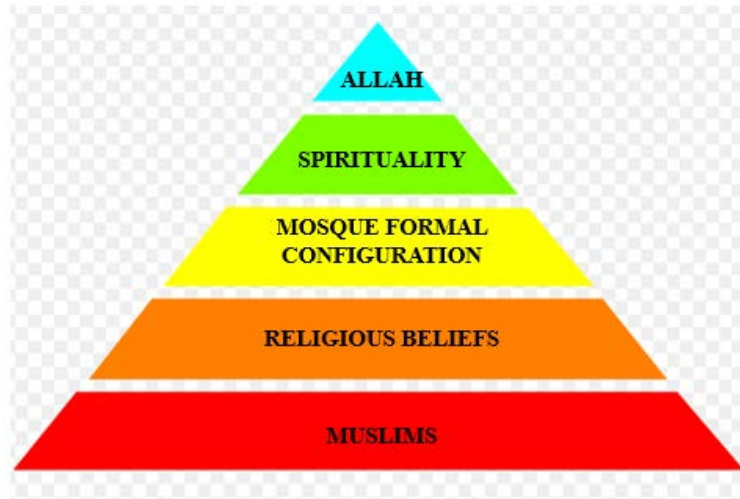 ALLAH
SPIRITUALITY
MOSQUE FORMAL
CONFIGURATION
RELIGIOUS BELIEFS
MUSLIMS